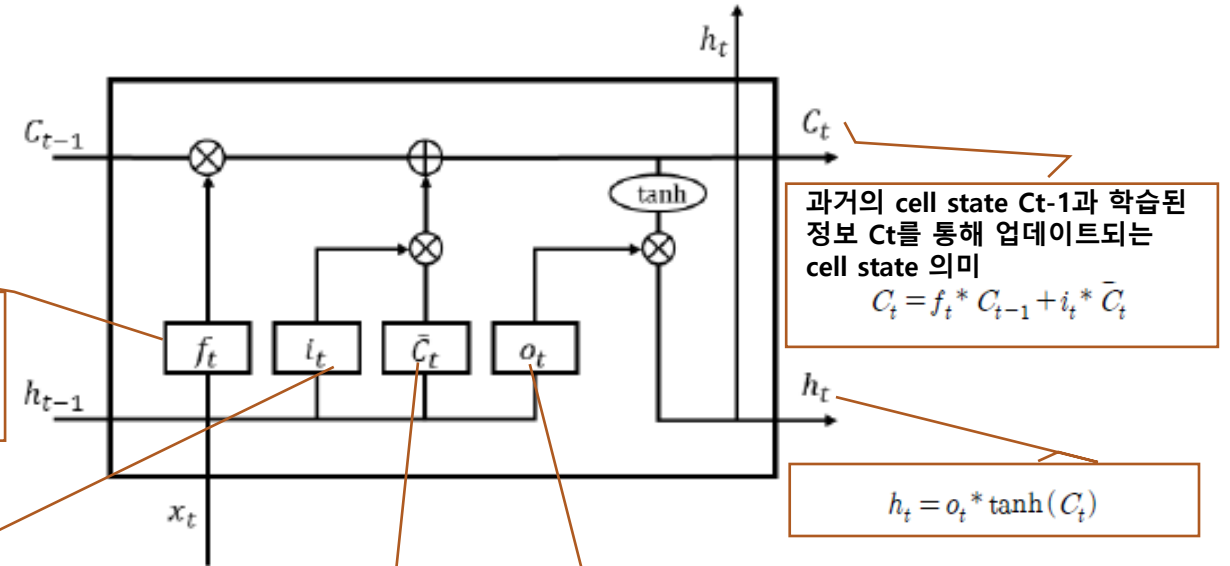 h_t
C_{t-1}
C_t
tanh
과거의 cell state Ct-1과 학습된
정보 Ct를 통해 업데이트되는
cell state 의미
C_t = f_t * C_{t-1} + i_t * C̄_t
f_t
i_t
C̄_t
o_t
h_{t-1}
h_t
x_t
h_t = o_t * tanh(C_t)